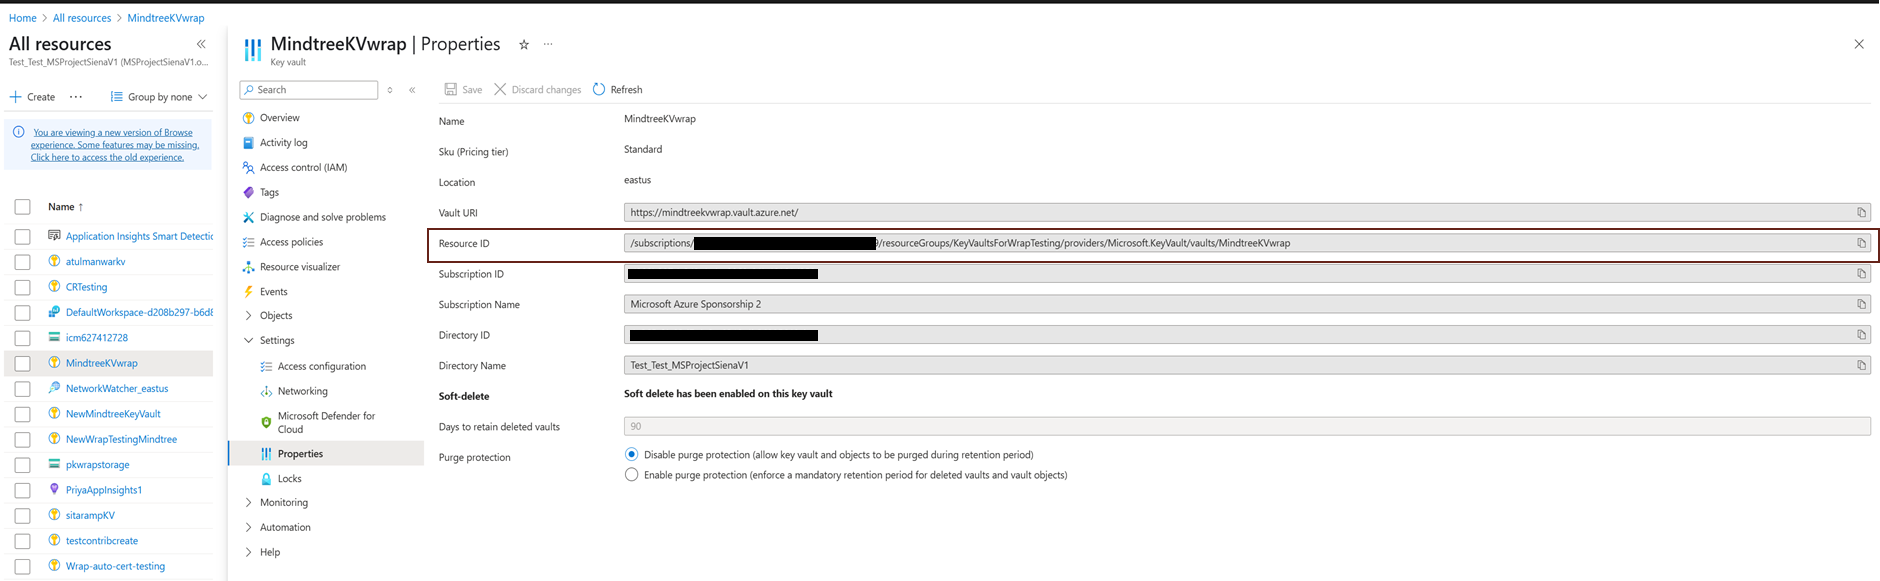 Home > All resources > MindtreeKVwrap
All resources
Test_Test_MSProjectSienaV1 (MSProjectSienaV1.o...
Create ... Group by none
You are viewing a new version of Browse
experience. Some features may be missing.
Click here to access the old experience.
Name ↑
Application Insights Smart Detectic
atulmanwarkv
CRTesting
DefaultWorkspace-d208b297-b6d8
icm627412728
MindtreeKVwrap
NetworkWatcher_eastus
NewMindtreeKeyVault
NewWrapTestingMindtree
pkwrapstorage
PriyaAppInsights1
sitarampKV
testcontribcreate
Wrap-auto-cert-testing
MindtreeKVwrap | Properties ...
Key vault
Search
Overview
Activity log
Access control (IAM)
Tags
Diagnose and solve problems
Access policies
Resource visualizer
Events
Objects
Settings
Access configuration
Networking
Microsoft Defender for
Cloud
Properties
Locks
Monitoring
Automation
Help
Save Discard changes Refresh
Name MindtreeKVwrap
Sku (Pricing tier) Standard
Location eastus
Vault URI https://mindtreekvwrap.vault.azure.net/
Resource ID /subscriptions/ 9/resourceGroups/KeyVaultsForWrapTesting/providers/Microsoft.KeyVault/vaults/MindtreeKVwrap
Subscription ID
Subscription Name Microsoft Azure Sponsorship 2
Directory ID
Directory Name Test_Test_MSProjectSienaV1
Soft-delete Soft delete has been enabled on this key vault
Days to retain deleted vaults 90
Purge protection Disable purge protection (allow key vault and objects to be purged during retention period)
Enable purge protection (enforce a mandatory retention period for deleted vaults and vault objects)